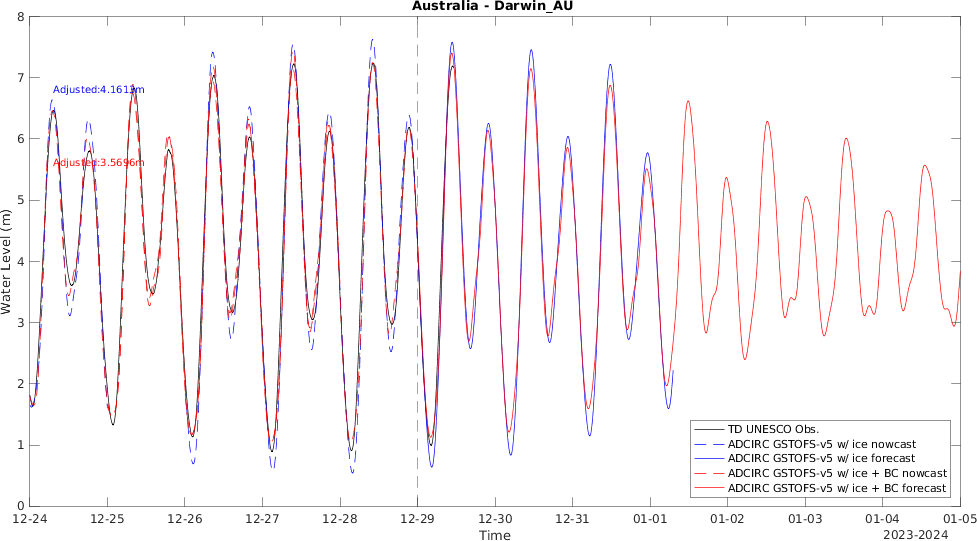 Australia - Darwin_AU
8
7
6
5
4
3
2
1
0
Water Level (m)
Adjusted:4.1613m
Adjusted:3.5696m
TD UNESCO Obs.
ADCIRC GSTOFS-v5 w/ ice nowcast
ADCIRC GSTOFS-v5 w/ ice forecast
ADCIRC GSTOFS-v5 w/ ice + BC nowcast
ADCIRC GSTOFS-v5 w/ ice + BC forecast
12-24 12-25 12-26 12-27 12-28 12-29 12-30 12-31 01-01 01-02 01-03 01-04 01-05
Time
2023-2024